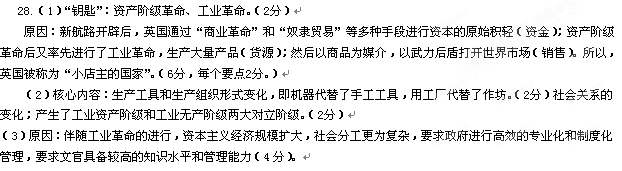 28.（1）“钥匙”：资产阶级革命、工业革命。（2分）
原因：新航路开辟后，英国通过“商业革命”和“奴隶贸易”等多种手段进行资本的原始积轻（资金）；资产阶级革
命后又率先进行了工业革命，生产大量产品（货源）；然后以商品为媒介，以武力后盾打开世界市场（销售）。所以，
英国被称为“小店主的国家”。（6分，每个要点2分。）
（2）核心内容：生产工具和生产组织形式变化，即机器代替了手工工具，用工厂代替了作坊。（2分）社会关系的
变化；产生了工业资产阶级和工业无产阶级两大对立阶级。（2分）
（3）原因：伴随工业革命的进行，资本主义经济规模扩大，社会分工更为复杂，要求政府进行高效的专业化和制度化
管理，要求文官具备较高的知识水平和管理能力（4分）。